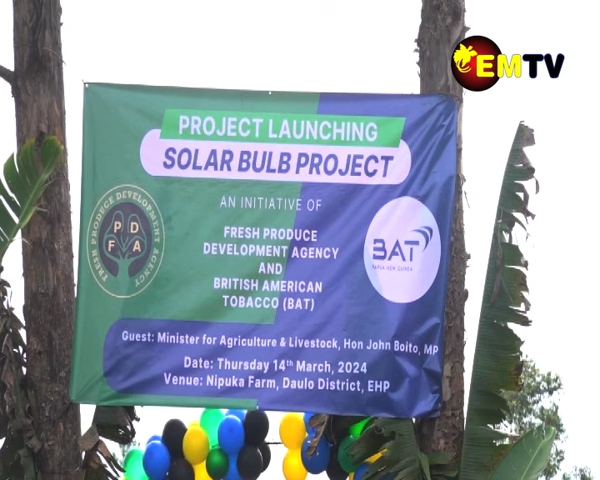 EMTV
PROJECT LAUNCHING
SOLAR BULB PROJECT
AN INITIATIVE OF
FRESH PRODUCE
DEVELOPMENT AGENCY
AND
BRITISH AMERICAN
TOBACCO (BAT)
FRESH PRODUCE DEVELOPMENT AGENCY
FPDA
BAT
PAPUA NEW GUINEA
Guest: Minister for Agriculture & Livestock, Hon John Boito, MP
Date: Thursday 14th March, 2024
Venue: Nipuka Farm, Daulo District, EHP